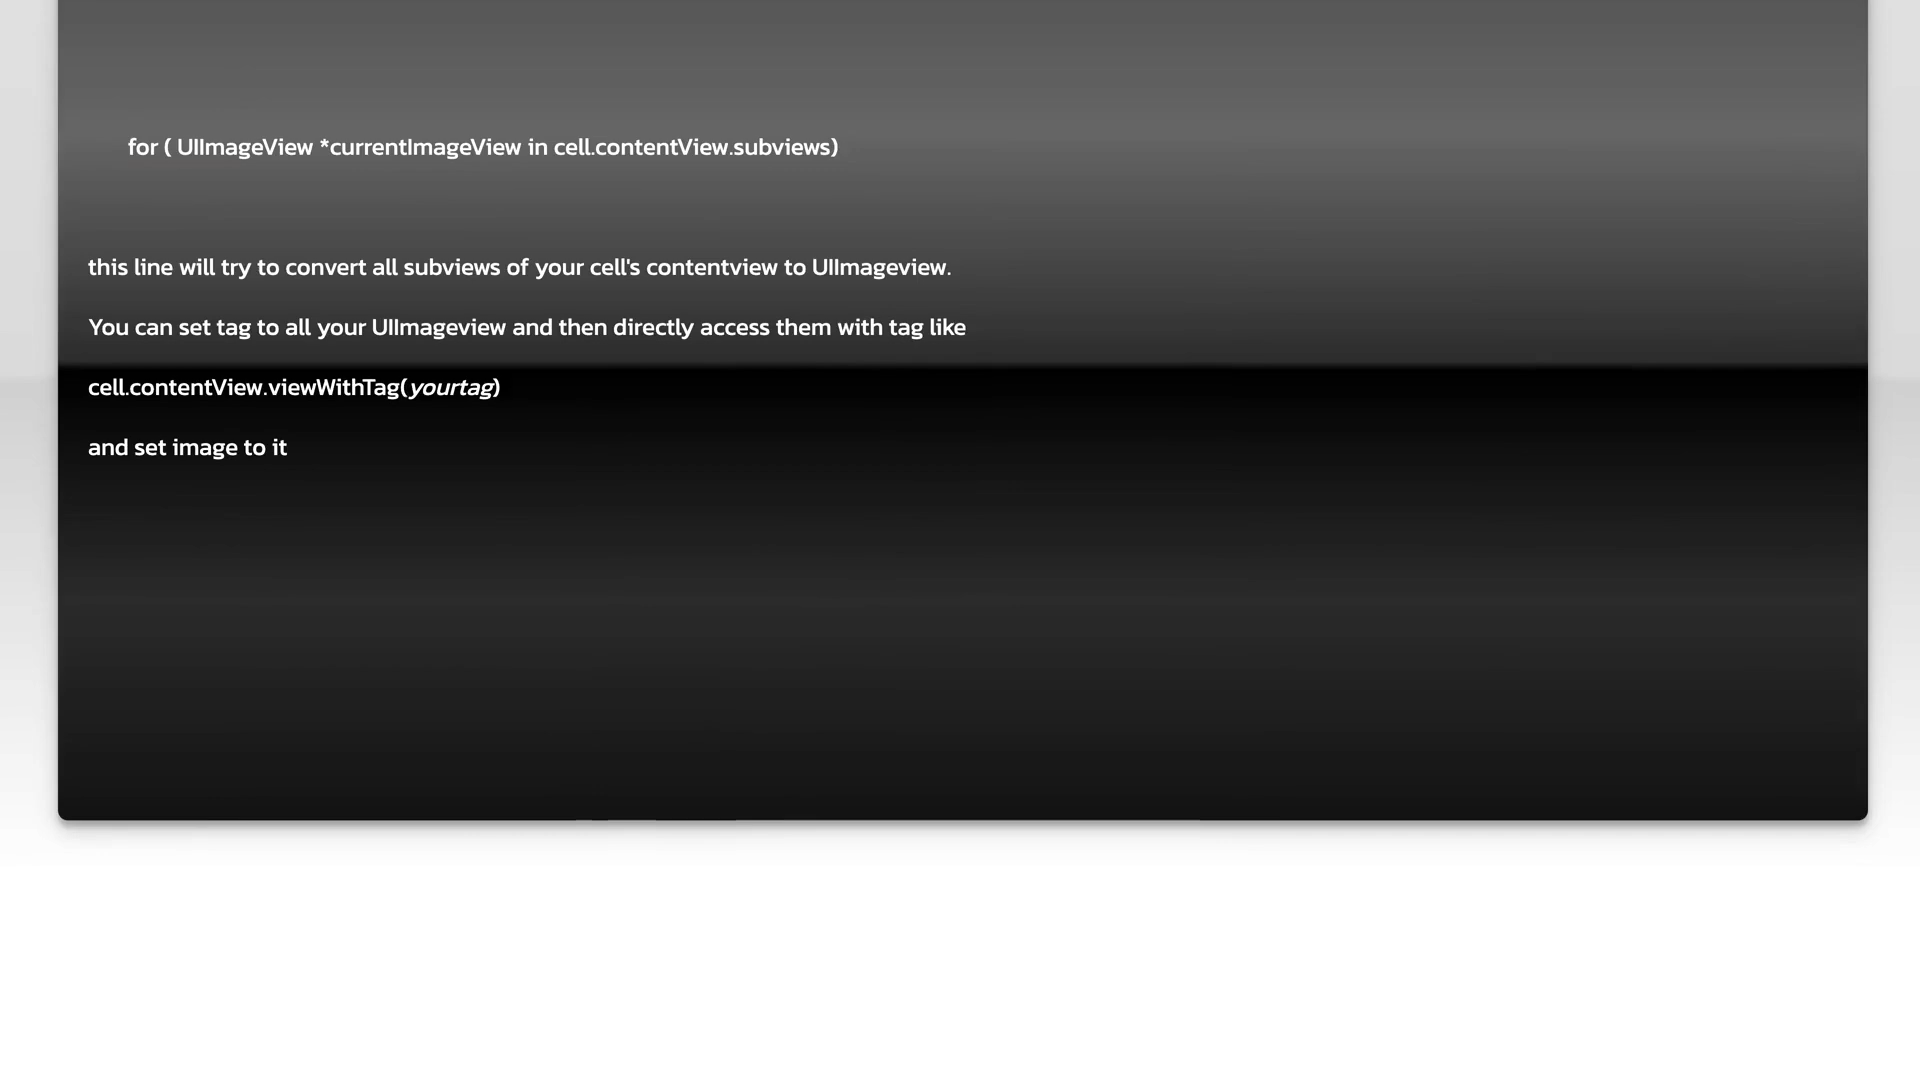 for ( UIImageView *currentImageView in cell.contentView.subviews)
this line will try to convert all subviews of your cell's contentview to UIImageview.
You can set tag to all your UIImageview and then directly access them with tag like
cell.contentView.viewWithTag(yourtag)
and set image to it